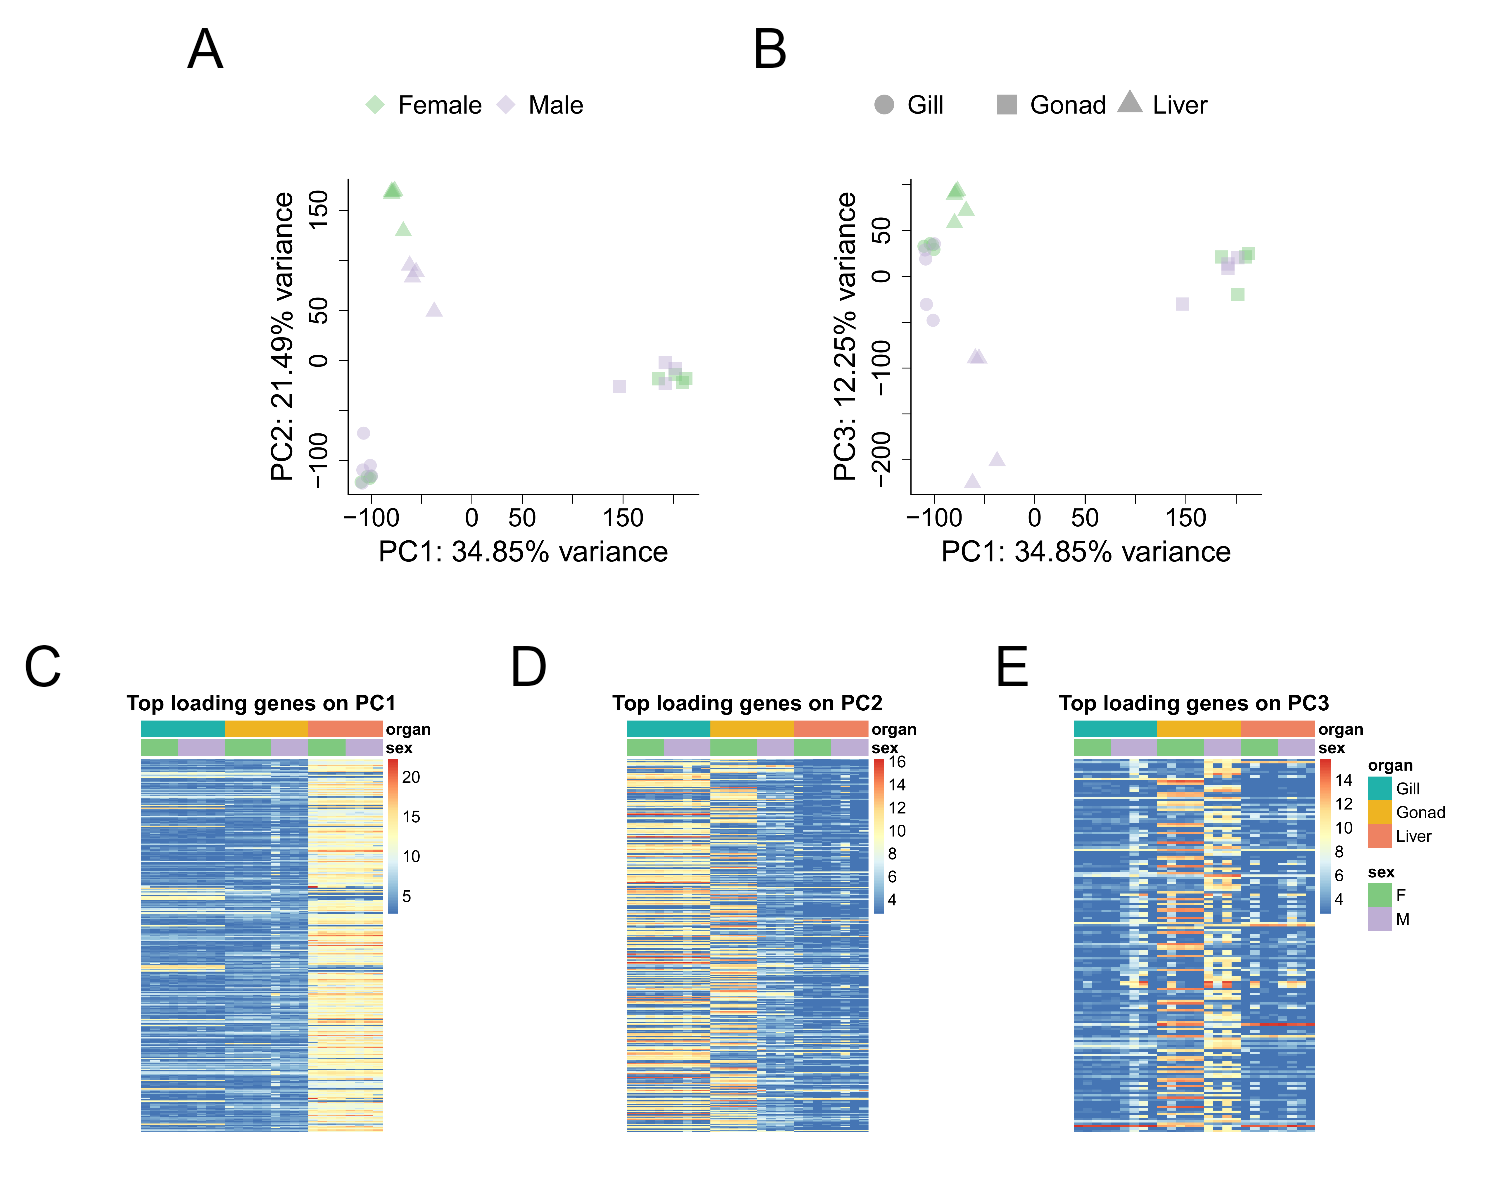 A
B
Female Male
Gill Gonad Liver
PC2: 21.49% variance
150
50
0
−100
−100 0 50 150
PC1: 34.85% variance
PC3: 12.25% variance
50
0
−100
−200
−100 0 50 150
PC1: 34.85% variance
C
Top loading genes on PC1
organ
sex
20
15
10
5
D
Top loading genes on PC2
organ
sex
16
14
12
10
8
6
4
E
Top loading genes on PC3
organ
sex
14
12
10
8
6
4
organ
Gill
Gonad
Liver
sex
F
M